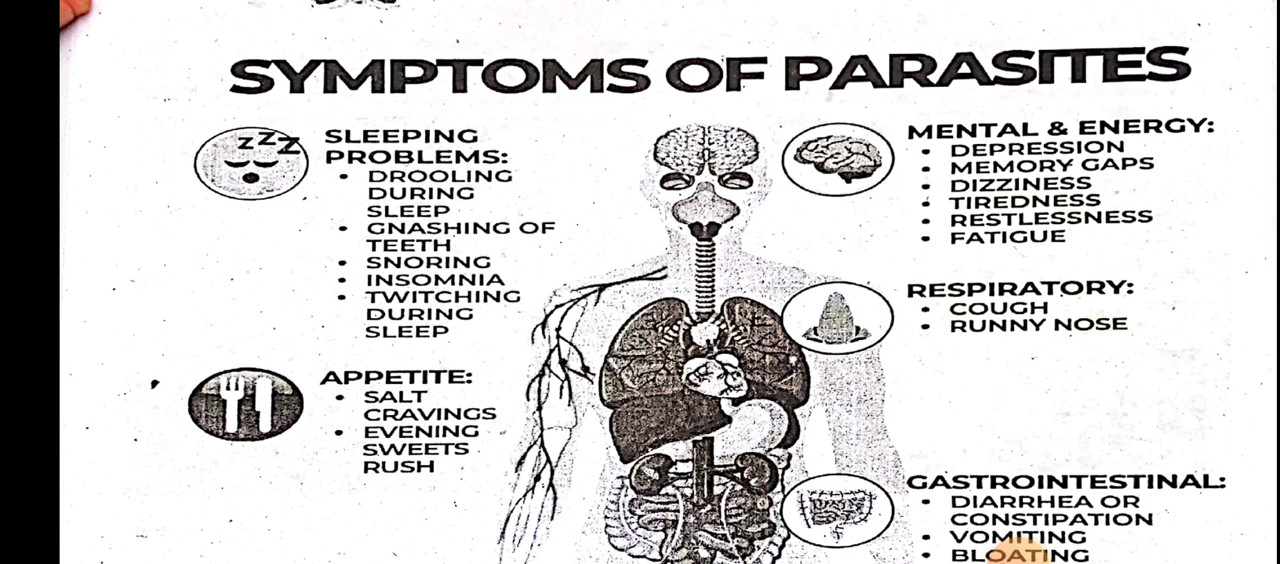 SYMPTOMS OF PARASITES
zzz
SLEEPING
PROBLEMS:
• DROOLING
DURING
SLEEP
• GNASHING OF
TEETH
• SNORING
• INSOMNIA
• TWITCHING
DURING
SLEEP
APPETITE:
• SALT
CRAVINGS
• EVENING
SWEETS
RUSH
MENTAL & ENERGY:
• DEPRESSION
• MEMORY GAPS
• DIZZINESS
• TIREDNESS
• RESTLESSNESS
• FATIGUE
RESPIRATORY:
• COUGH
• RUNNY NOSE
GASTROINTESTINAL:
• DIARRHEA OR
CONSTIPATION
• VOMITING
• BLOATING